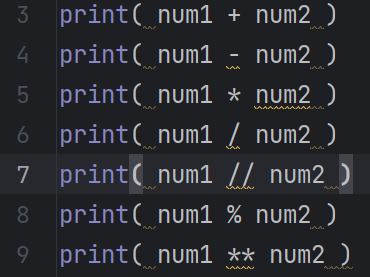 3 print( num1 + num2 )
4 print( num1 - num2 )
5 print( num1 * num2 )
6 print( num1 / num2 )
7 print( num1 // num2 )
8 print( num1 % num2 )
9 print( num1 ** num2 )